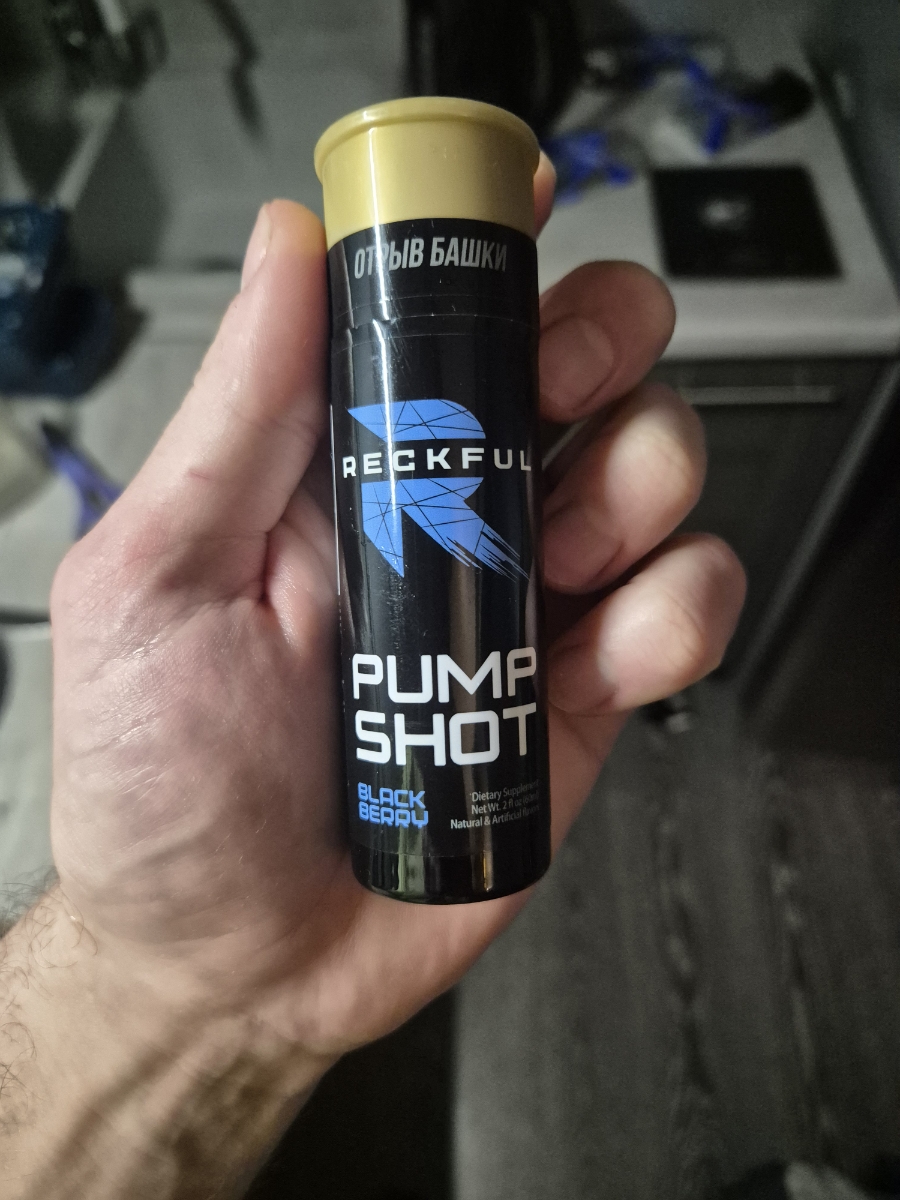 ОТРЫВ БАШКИ
RECKFUL
PUMP
SHOT
BLACK
BERRY
*Dietary Supplement
Net Wt. 2 fl oz
Natural & Artificial